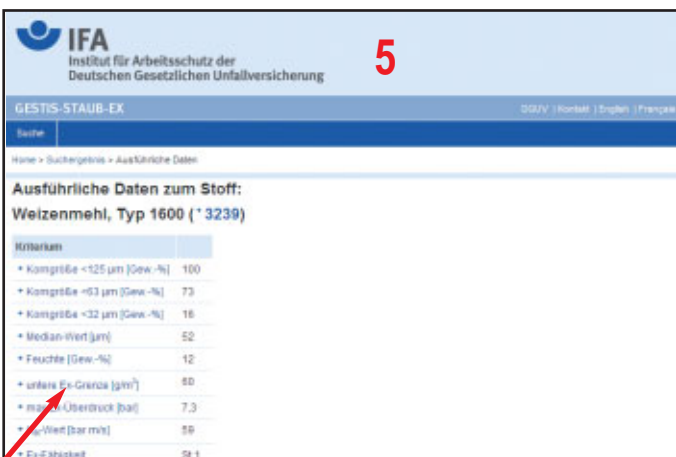 IFA
Institut für Arbeitsschutz der
Deutschen Gesetzlichen Unfallversicherung
5
GESTIS-STAUB-EX
DGUV | Kontakt | English | Français
Suche
Home > Suchergebnis > Ausführliche Daten
Ausführliche Daten zum Stoff:
Weizenmehl, Typ 1600 (* 3239)
Kriterium
Korngröße <125 µm [Gew.-%] 100
Korngröße <63 µm [Gew.-%] 73
Korngröße <32 µm [Gew.-%] 16
Median-Wert [µm] 52
Feuchte [Gew.-%] 12
untere Ex-Grenze [g/m³] 60
Überdruck [bar] 7,3
-Wert [bar m/s] 59
Ex-Fähigkeit St 1